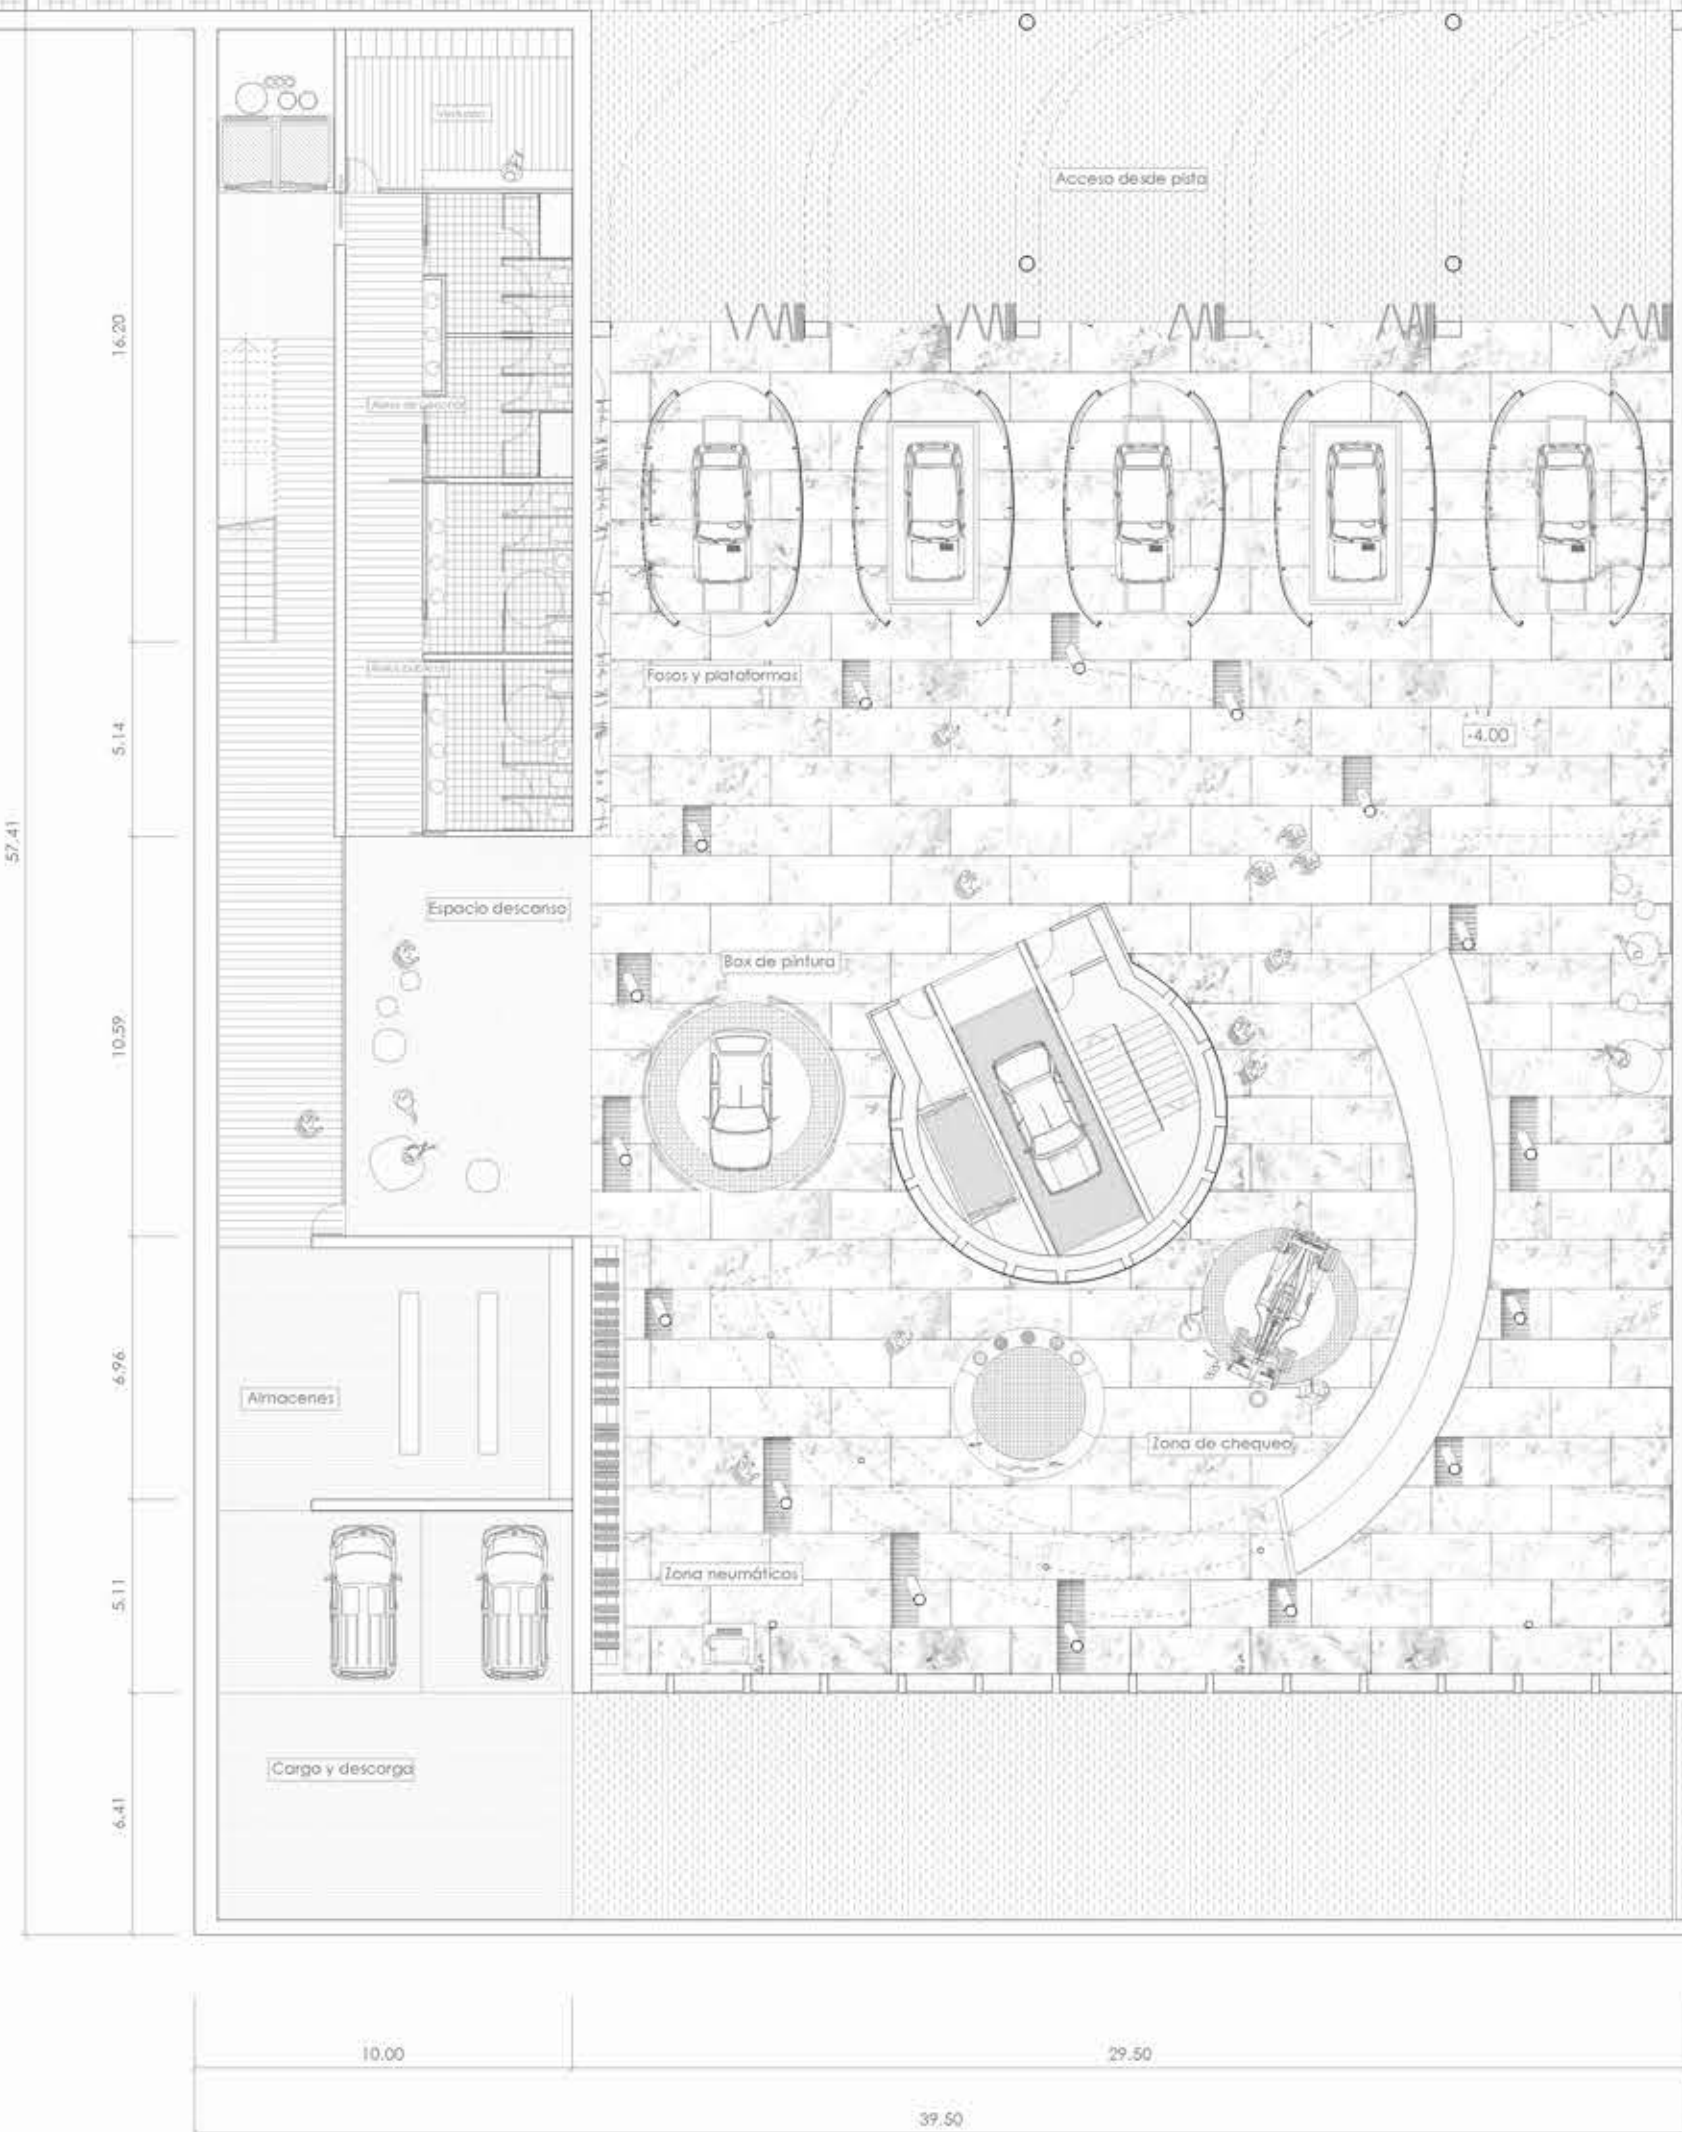 Vestuario
Acceso desde pista
16.20
Fosos y plataformas
5.14
-4.00
57.41
Espacio descanso
Box de pintura
10.59
6.96
Almacenes
Zona de chequeo
5.11
Zona neumáticos
Carga y descarga
6.41
10.00
29.50
39.50